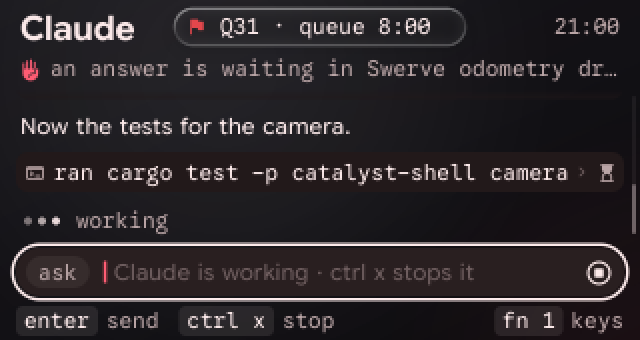 Claude
Q31 · queue 8:00
21:00
an answer is waiting in Swerve odometry dr…
Now the tests for the camera.
ran cargo test -p catalyst-shell camera ›
working
ask Claude is working · ctrl x stops it
enter send ctrl x stop fn 1 keys